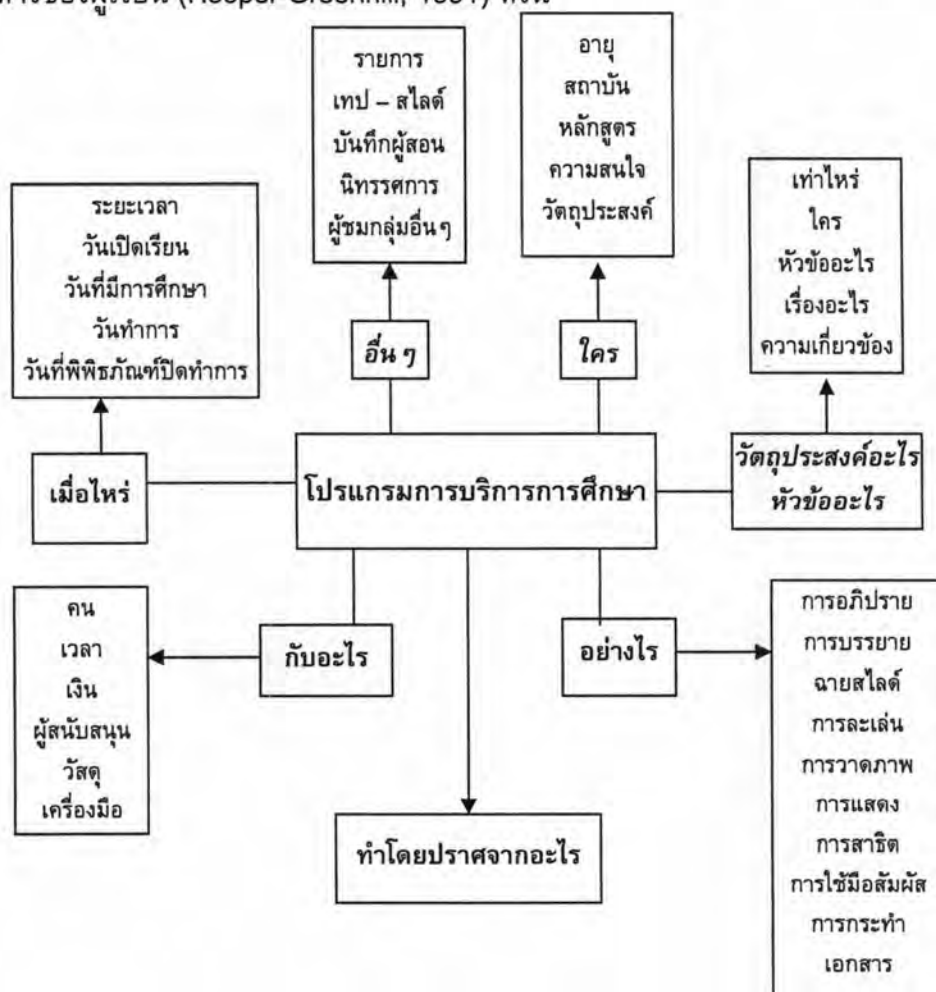 (Hooper-Greenhill, 1991)
รายการ
เทป – สไลด์
บันทึกผู้สอน
นิทรรศการ
ผู้ชมกลุ่มอื่นๆ
อายุ
สถาบัน
หลักสูตร
ความสนใจ
วัตถุประสงค์
เท่าไหร่
ใคร
หัวข้ออะไร
เรื่องอะไร
ความเกี่ยวข้อง
ระยะเวลา
วันเปิดเรียน
วันที่มีการศึกษา
วันทำการ
วันที่พิพิธภัณฑ์ปิดทำการ
อื่น ๆ
ใคร
เมื่อไหร่
โปรแกรมการบริการการศึกษา
วัตถุประสงค์อะไร
หัวข้ออะไร
คน
เวลา
เงิน
ผู้สนับสนุน
วัสดุ
เครื่องมือ
กับอะไร
อย่างไร
การอภิปราย
การบรรยาย
ฉายสไลด์
การละเล่น
การวาดภาพ
การแสดง
การสาธิต
การใช้มือสัมผัส
การกระทำ
เอกสาร
ทำโดยปราศจากอะไร